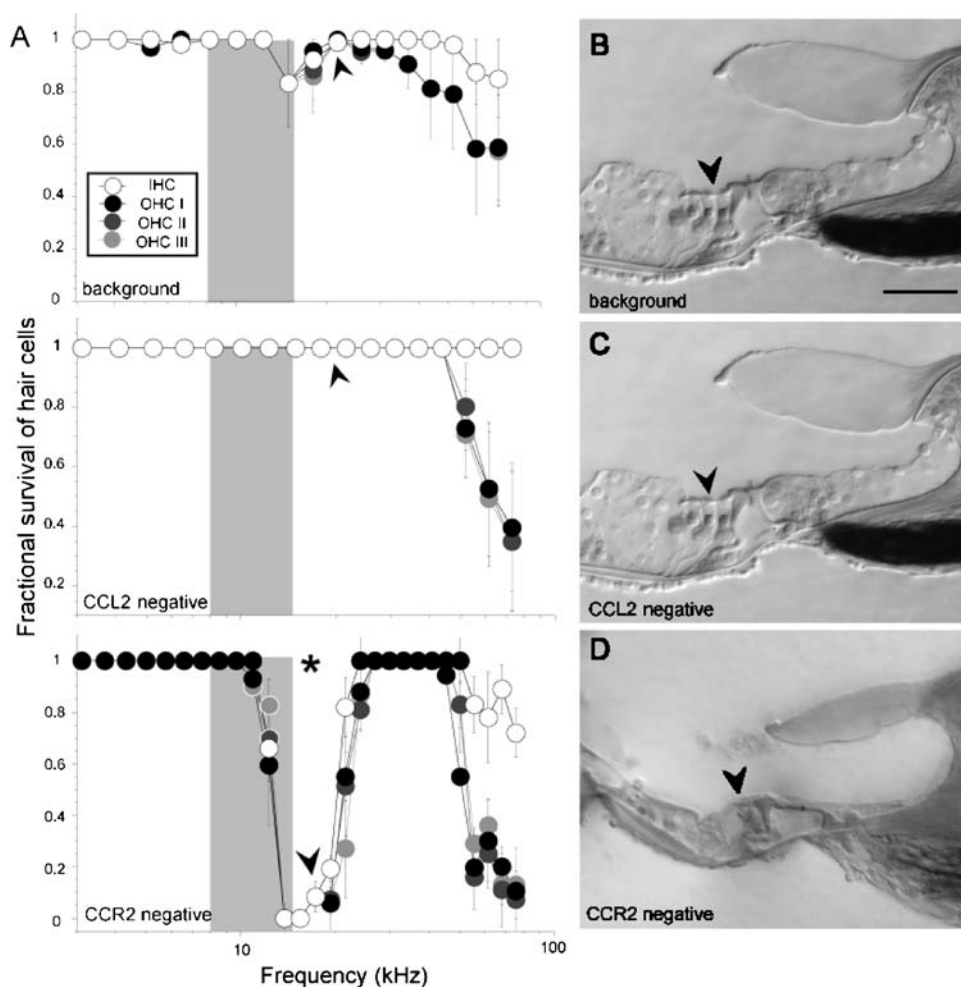 A
Fractional survival of hair cells
1
0.8
0.6
0.4
0.2
0
IHC
OHC I
OHC II
OHC III
background
1
0.8
0.6
0.4
0.2
CCL2 negative
1
0.8
0.6
0.4
0.2
0
*
CCR2 negative
10
100
Frequency (kHz)
B
background
C
CCL2 negative
D
CCR2 negative